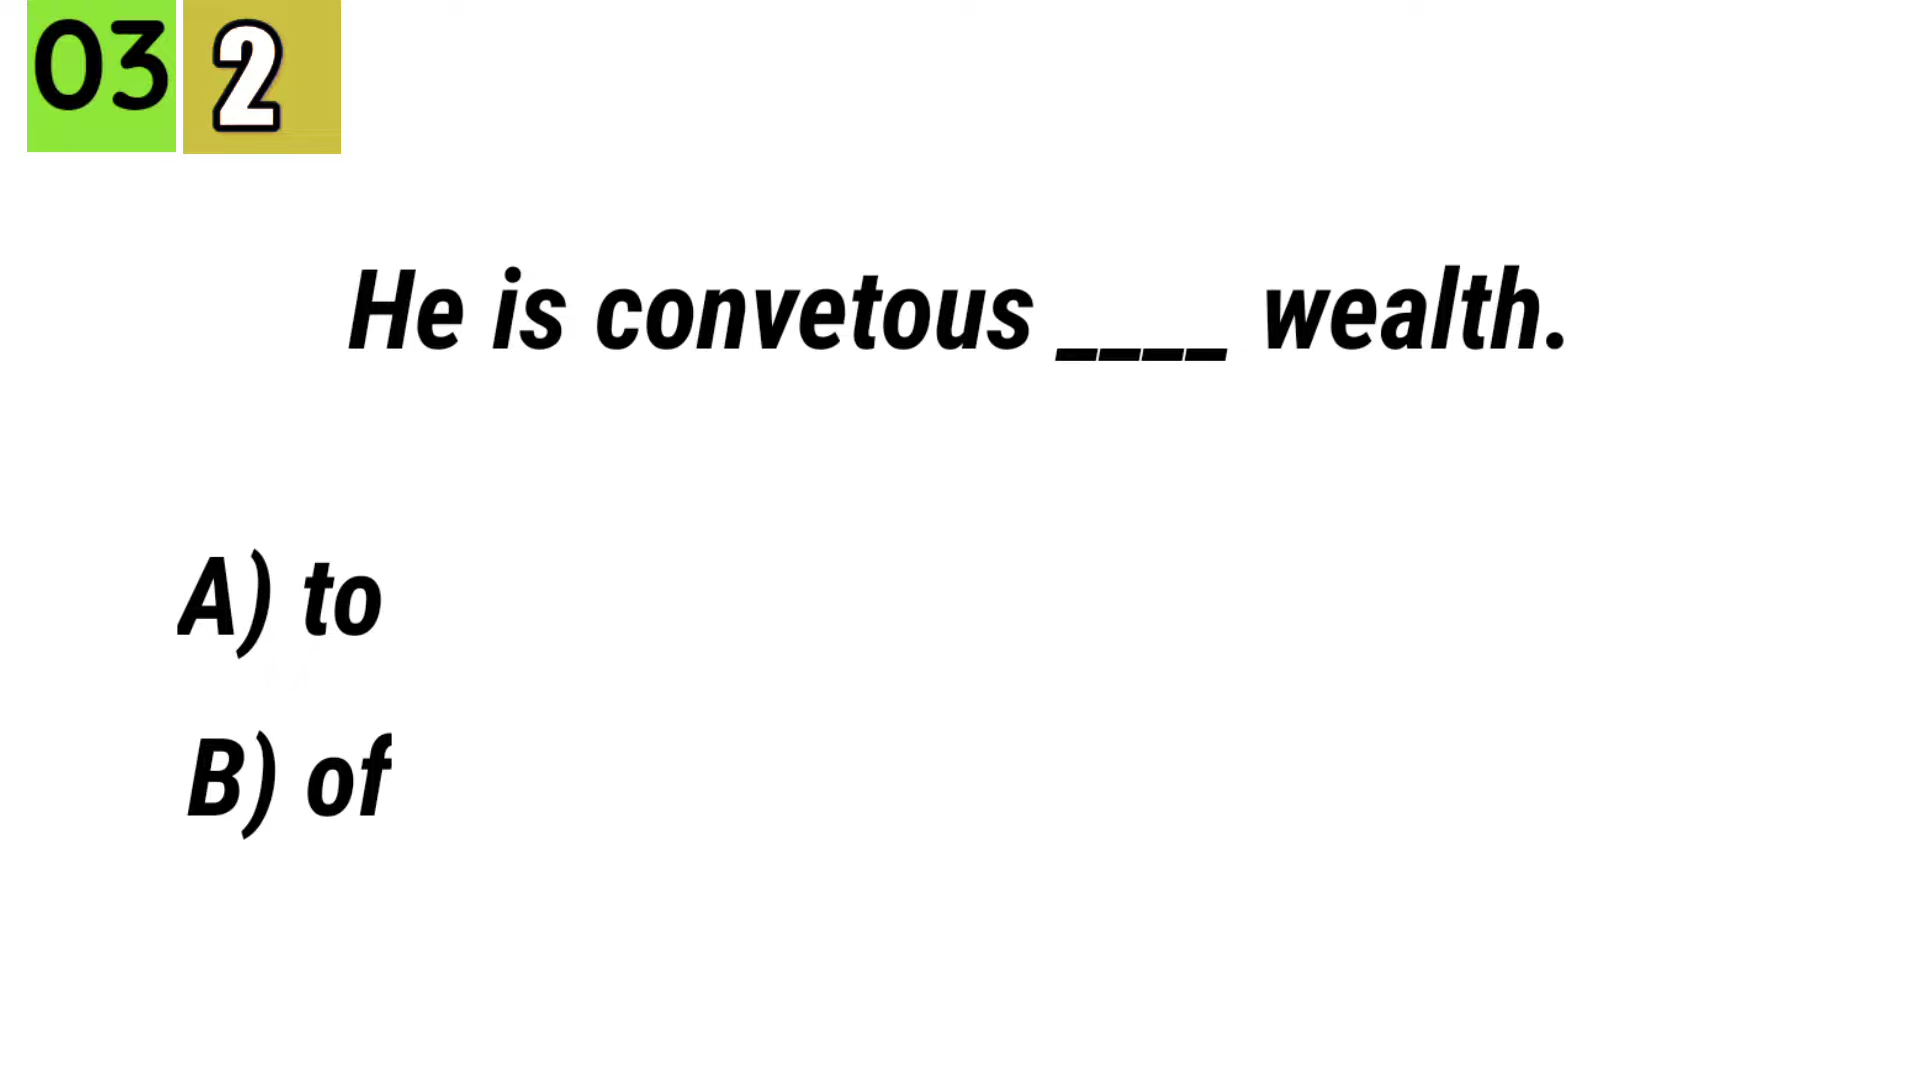 03 2
He is convetous ____ wealth.
A) to
B) of